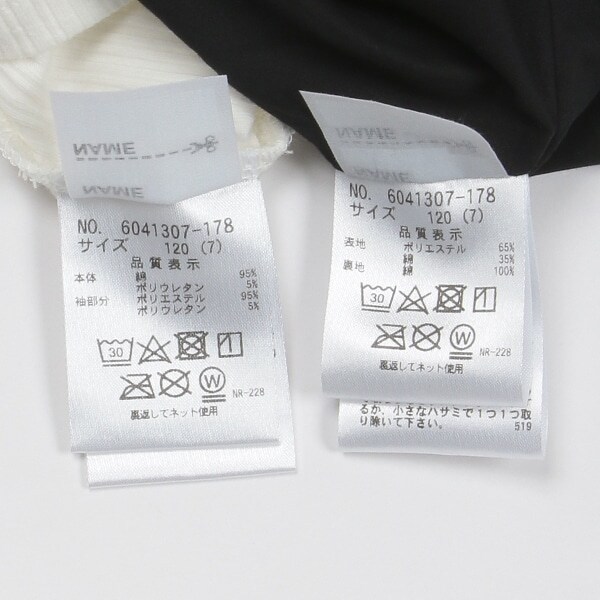 NAME
NAME
NO. 6041307-178
サイズ 120 (7)
品質表示
本体 綿 95%
ポリウレタン 5%
袖部分 ポリエステル 95%
ポリウレタン 5%
30
W
NR-228
裏返してネット使用
NAME
NAME
NO. 6041307-178
サイズ 120 (7)
品質表示
表地 ポリエステル 65%
綿 35%
裏地 綿 100%
30
W
NR-228
裏返してネット使用
るか、小さなハサミで1つ1つ取
り除いて下さい。 519